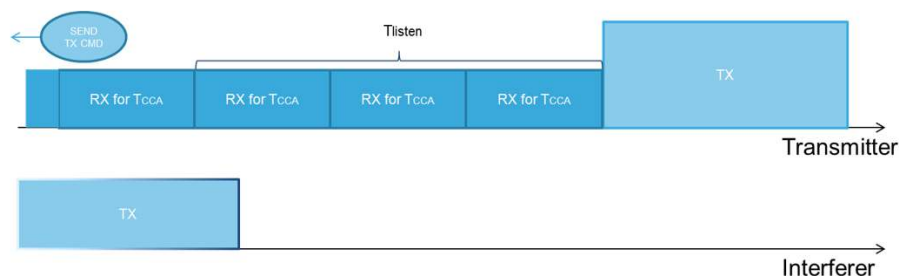 SEND
TX CMD
Tlisten
RX for TCCA
RX for TCCA
RX for TCCA
RX for TCCA
TX
Transmitter
TX
Interferer